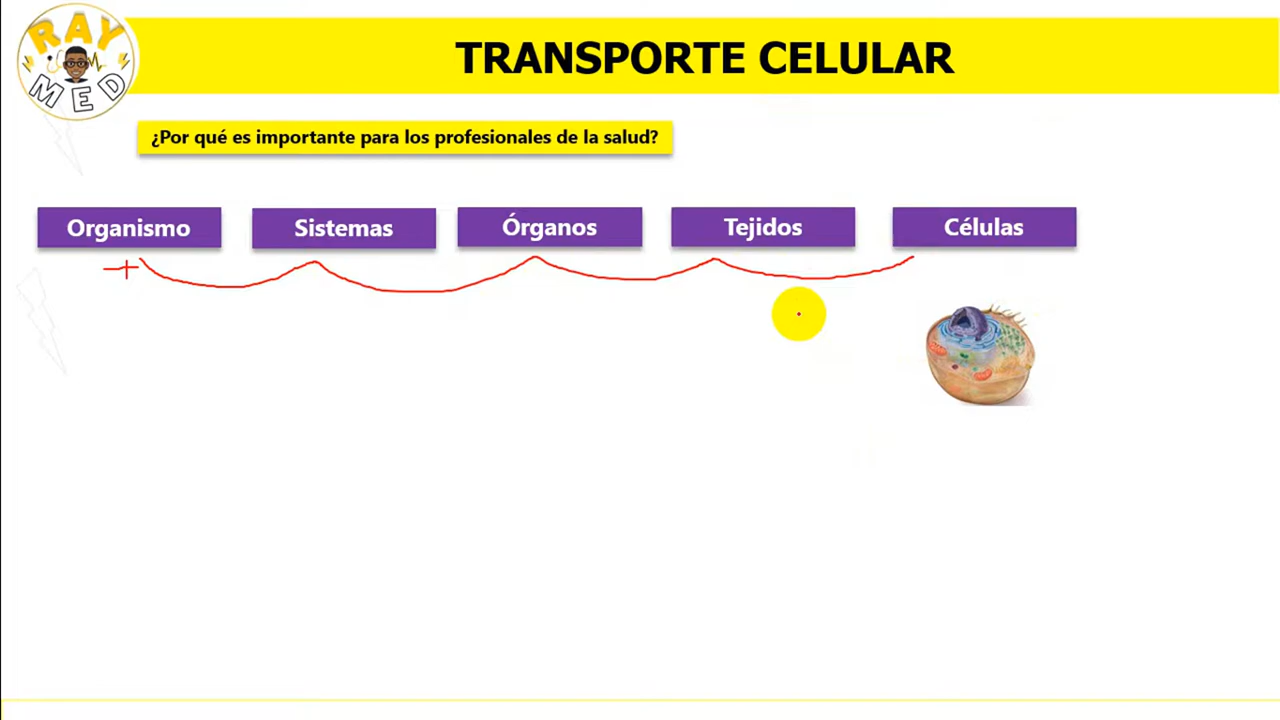 RAY
MED
TRANSPORTE CELULAR
¿Por qué es importante para los profesionales de la salud?
Organismo
Sistemas
Órganos
Tejidos
Células
+